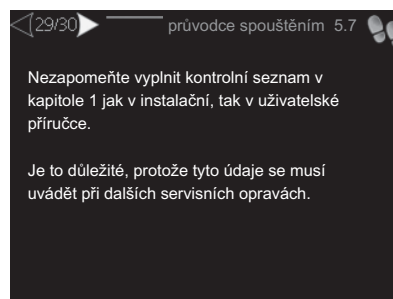 29/30 průvodce spouštěním 5.7
Nezapomeňte vyplnit kontrolní seznam v
kapitole 1 jak v instalační, tak v uživatelské
příručce.
Je to důležité, protože tyto údaje se musí
uvádět při dalších servisních opravách.